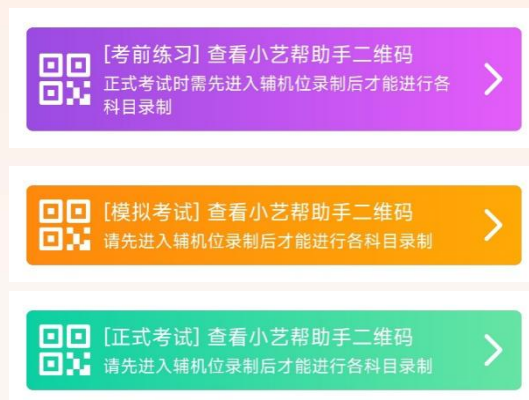 [考前练习] 查看小艺帮助手二维码
正式考试时需先进入辅机位录制后才能进行各
科目录制
[模拟考试] 查看小艺帮助手二维码
请先进入辅机位录制后才能进行各科目录制
[正式考试] 查看小艺帮助手二维码
请先进入辅机位录制后才能进行各科目录制